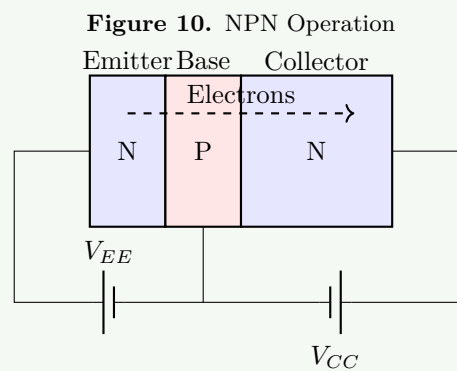 Figure 10. NPN Operation
Emitter Base Collector
Electrons
N P N
V_EE
V_CC